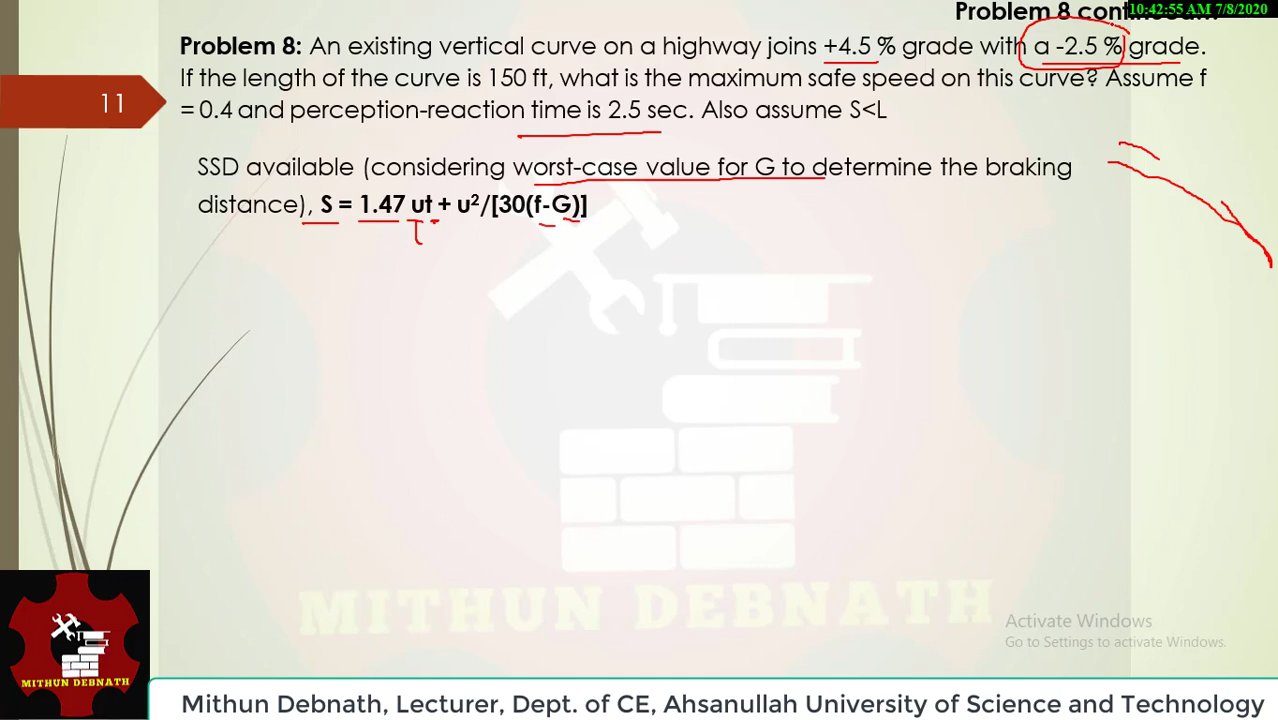 Problem 8
10:42:55 AM 7/8/2020
Problem 8: An existing vertical curve on a highway joins +4.5 % grade with a -2.5 % grade.
If the length of the curve is 150 ft, what is the maximum safe speed on this curve? Assume f
= 0.4 and perception-reaction time is 2.5 sec. Also assume S<L
11
SSD available (considering worst-case value for G to determine the braking
distance), S = 1.47 ut + u²/[30(f-G)]
MITHUN DEBNATH
Activate Windows
Go to Settings to activate Windows.
MITHUN DEBNATH
Mithun Debnath, Lecturer, Dept. of CE, Ahsanullah University of Science and Technology